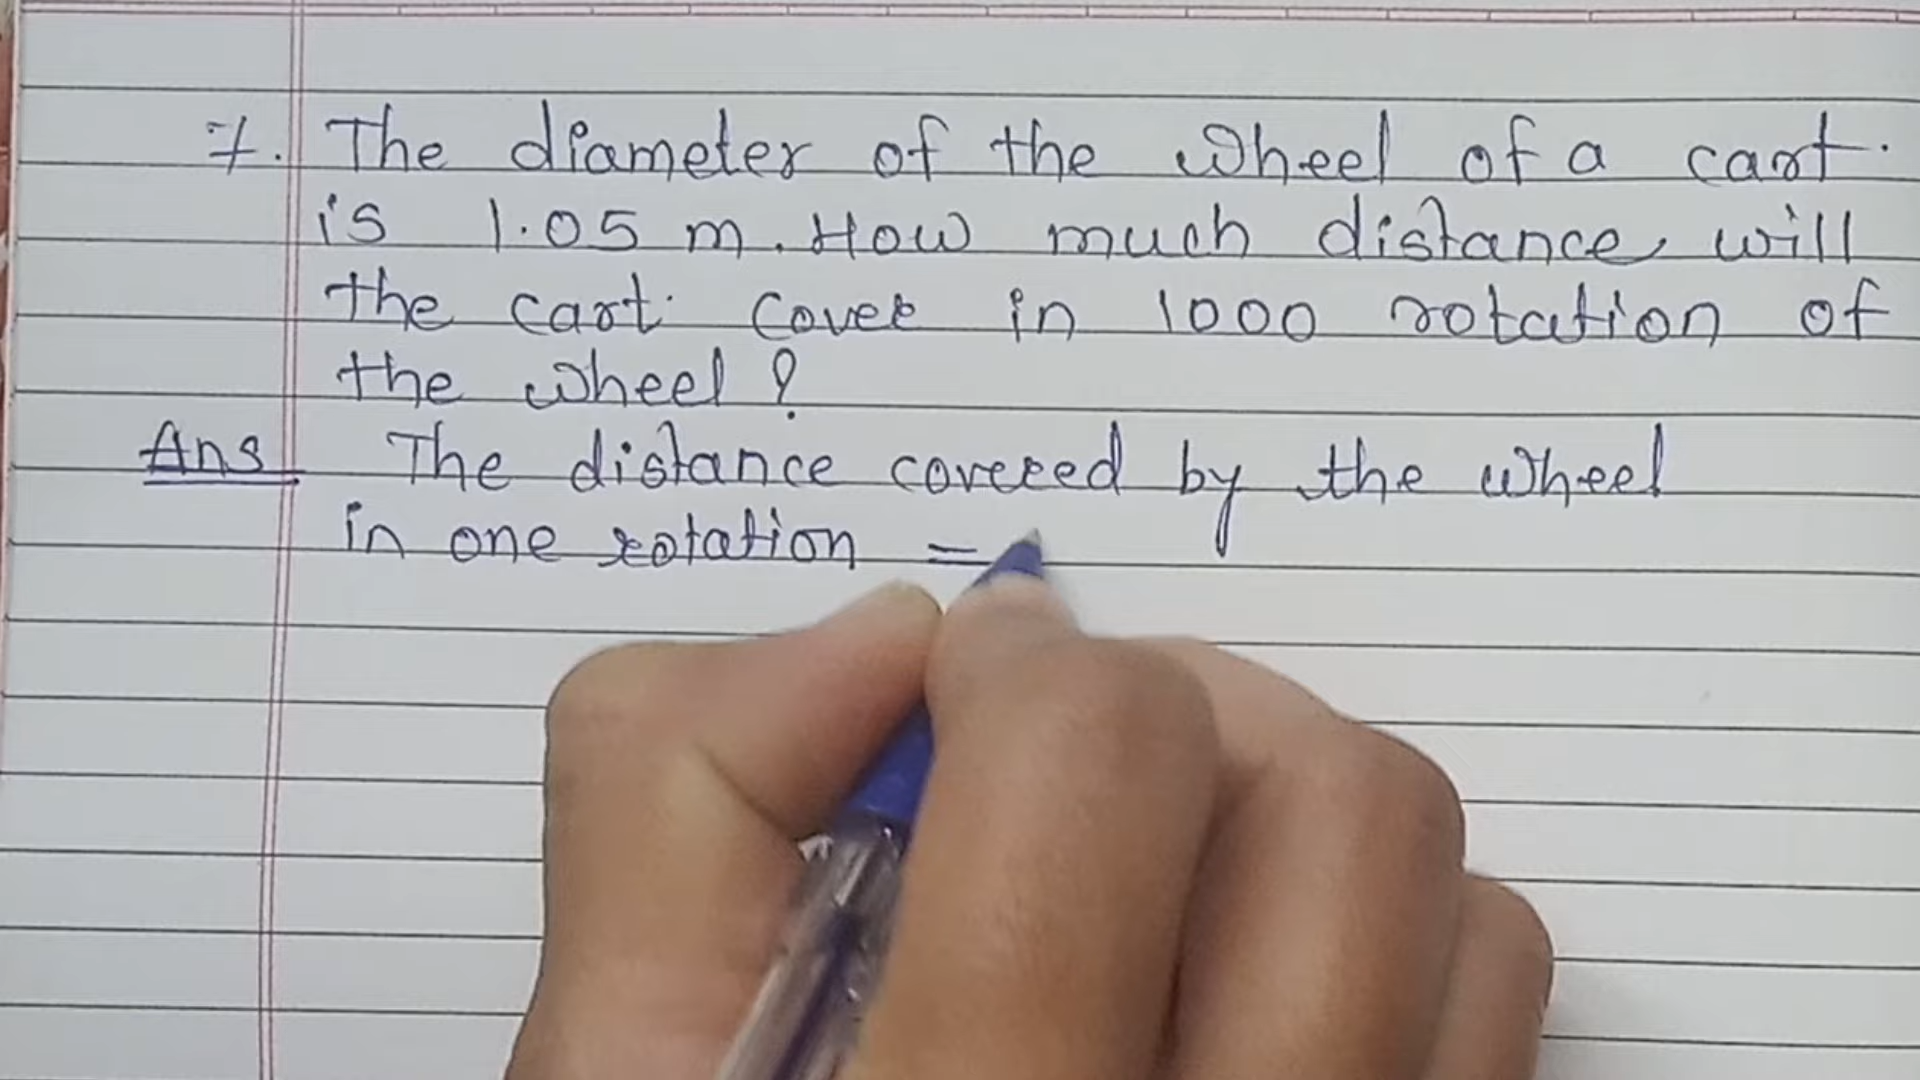 7. The diameter of the wheel of a cart
is 1.05 m. How much distance will
the cart cover in 1000 rotation of
the wheel ?
Ans The distance covered by the wheel
in one rotation =